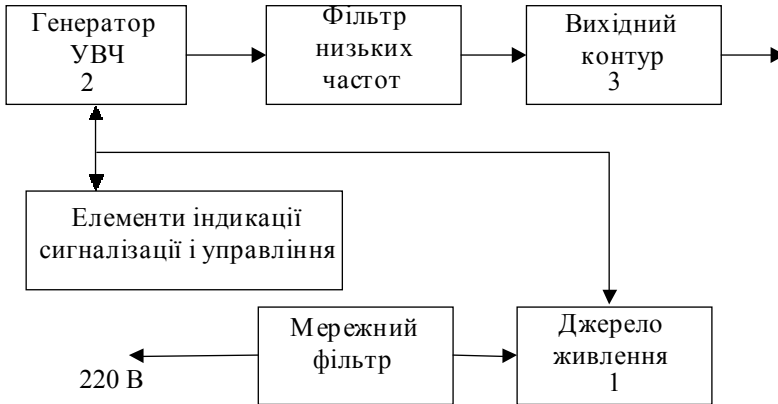 Генератор
УВЧ
2
Фільтр
низьких
частот
Вихідний
контур
3
Елементи індикації
сигналізації і управління
Мережний
фільтр
Джерело
живлення
1
220 В